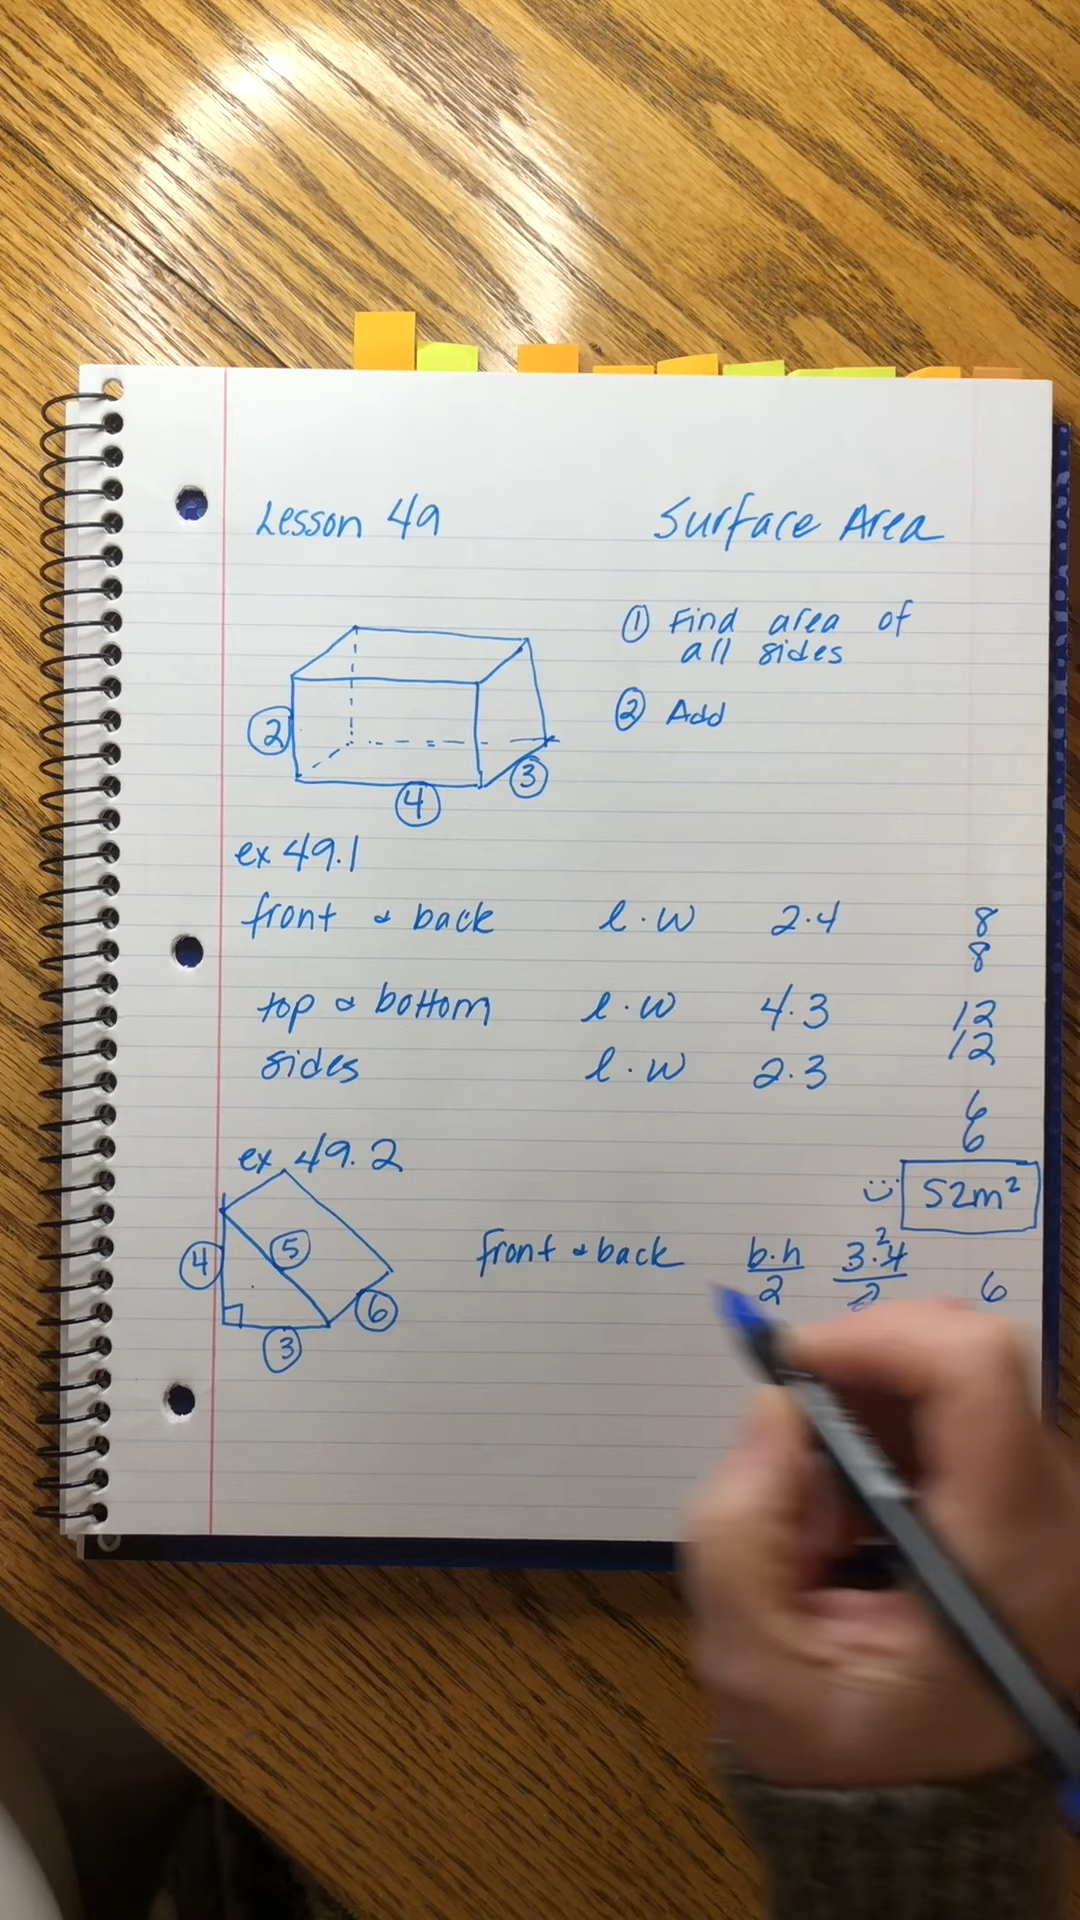 Lesson 49 Surface Area
① Find area of
all sides
② Add
2
3
4
ex 49.1
front & back l · w 2·4 8
8
top & bottom l · w 4·3 12
12
sides l · w 2·3 6
6
ex 49.2
52m²
front & back b·h/2 3·4/2 2 6
4
5
6
3